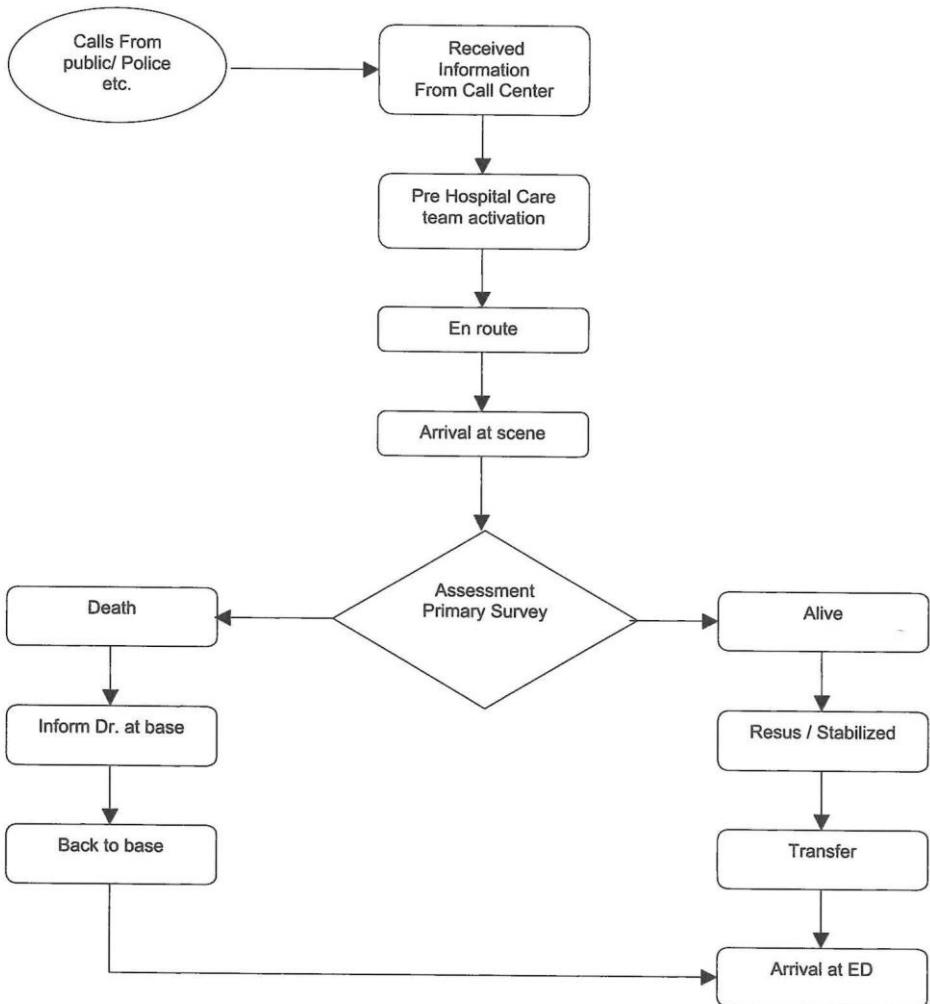 Calls From
public/ Police
etc.
Received
Information
From Call Center
Pre Hospital Care
team activation
En route
Arrival at scene
Assessment
Primary Survey
Death
Alive
Inform Dr. at base
Resus / Stabilized
Back to base
Transfer
Arrival at ED